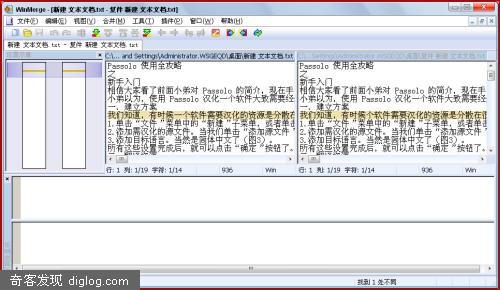 WinMerge - [新建 文本文档.txt - 复件 新建 文本文档.txt]
文件(F) 编辑(E) 视图(V) 合并(M) 工具(T) 插件(P) 窗口(W) 帮助(H)
新建 文本文档.txt - 复件 新建 文本文档.txt
C:\... and Settings\Administrator.WSGEQD\桌面\新建 文本文档.txt
Passolo 使用全攻略
之
新手入门
相信大家看了前面小弟对 Passolo 的简介，现在手
小弟以为，使用 Passolo 汉化一个软件大致需要经
一、建立方案
我们知道，有时候一个软件需要汉化的资源是分散在
1.单击“文件”菜单中的“新建”子菜单，或者单击
2.添加需汉化的源文件。当我们单击“添加源文件”
3.添加目标语言。当然是简体中文了（图3）。
所有这些设置完成后，就可以点击“确定”按钮了。
行: 1 列: 1/19 字符: 1/14 936 Win
C:\... and Settings\Administrator.WSGEQD\桌面\复件 新建 文本文档.txt
Passolo 使用全攻略
之
新手入门
相信大家看了前面小弟对 Passolo 的简介，现在手
小弟以为，使用 Passolo 汉化一个软件大致需要经
一、建立方案
我们知道，有时候一个软件需要汉化的资源是分散在
1.单击“文件”菜单中的“新建”子菜单，或者单击
2.添加需汉化的源文件。当我们单击“添加源文件”
3.添加目标语言。当然是简体中文了（图3）。
所有这些设置完成后，就可以点击“确定”按钮了。
行: 1 列: 1/19 字符: 1/14 936 Win
找到 1 处不同
奇客发现 diglog.com